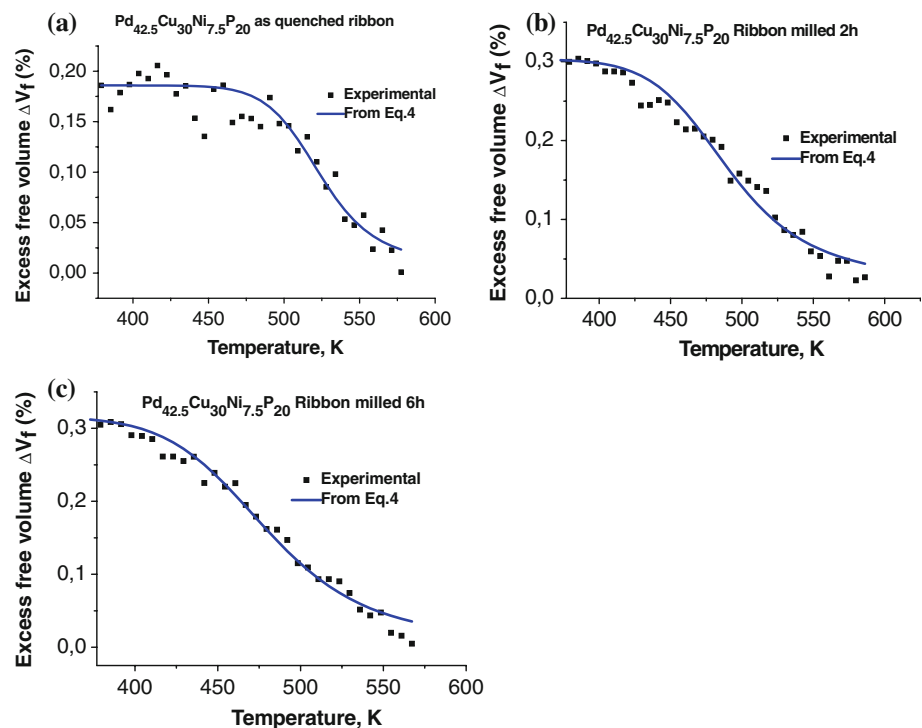 (a)
Pd42.5Cu30Ni7.5P20 as quenched ribbon
Excess free volume ΔVf (%)
0,20
0,15
0,10
0,05
0,00
Experimental
From Eq.4
400 450 500 550 600
Temperature, K
(b)
Pd42.5Cu30Ni7.5P20 Ribbon milled 2h
Excess free volume ΔVf (%)
0,3
0,2
0,1
0,0
Experimental
From Eq.4
400 450 500 550 600
Temperature, K
(c)
Pd42.5Cu30Ni7.5P20 Ribbon milled 6h
Excess free volume ΔVf (%)
0,3
0,2
0,1
0,0
Experimental
From Eq.4
400 450 500 550 600
Temperature, K